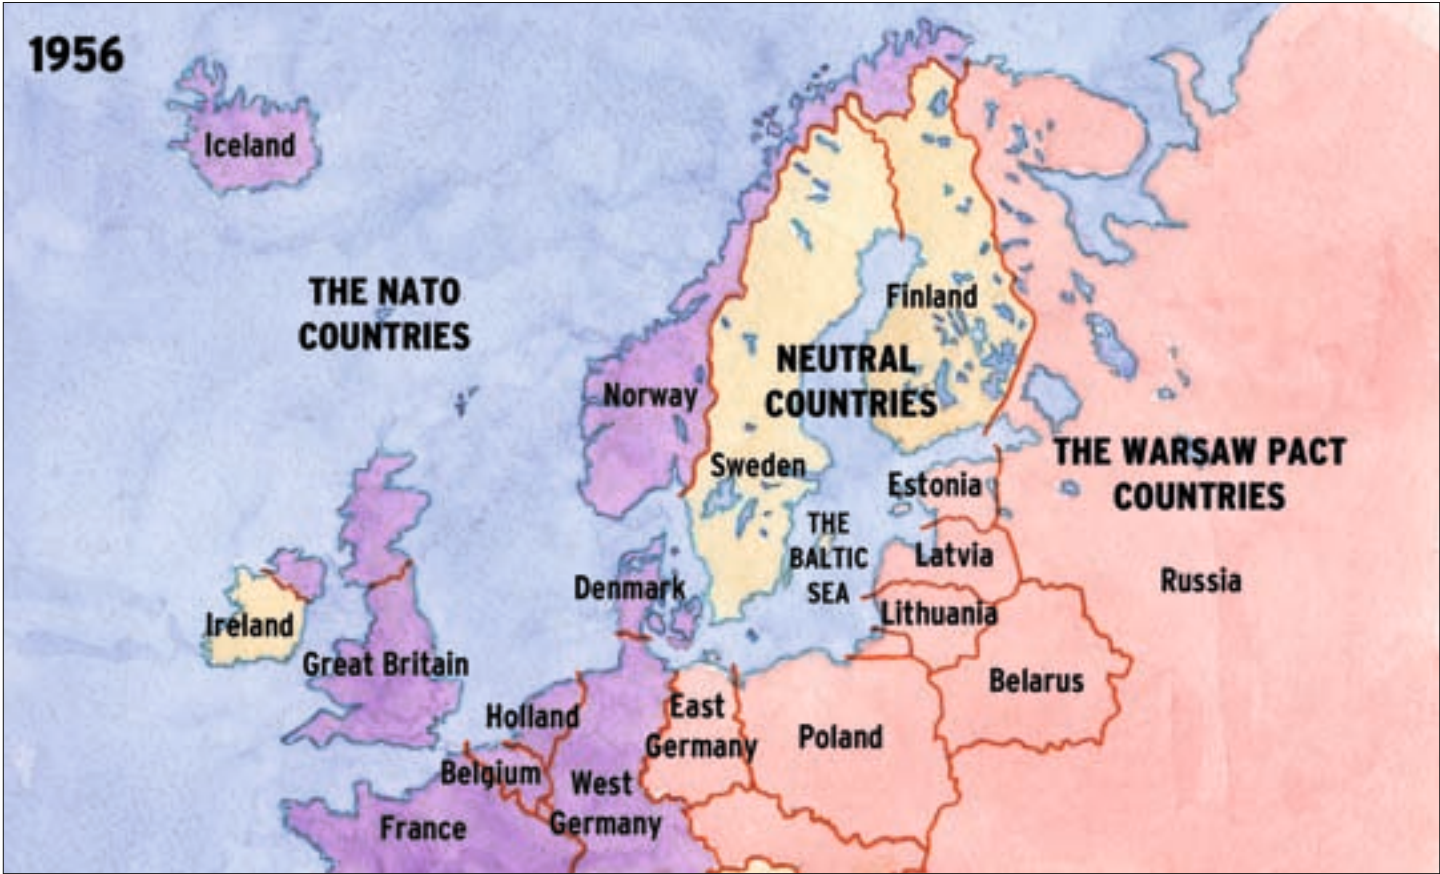 1956
Iceland
THE NATO
COUNTRIES
Finland
NEUTRAL
COUNTRIES
Norway
Sweden
THE WARSAW PACT
COUNTRIES
Estonia
THE
BALTIC
SEA
Latvia
Russia
Denmark
Lithuania
Ireland
Great Britain
Belarus
Holland
East
Germany
Poland
Belgium
West
Germany
France